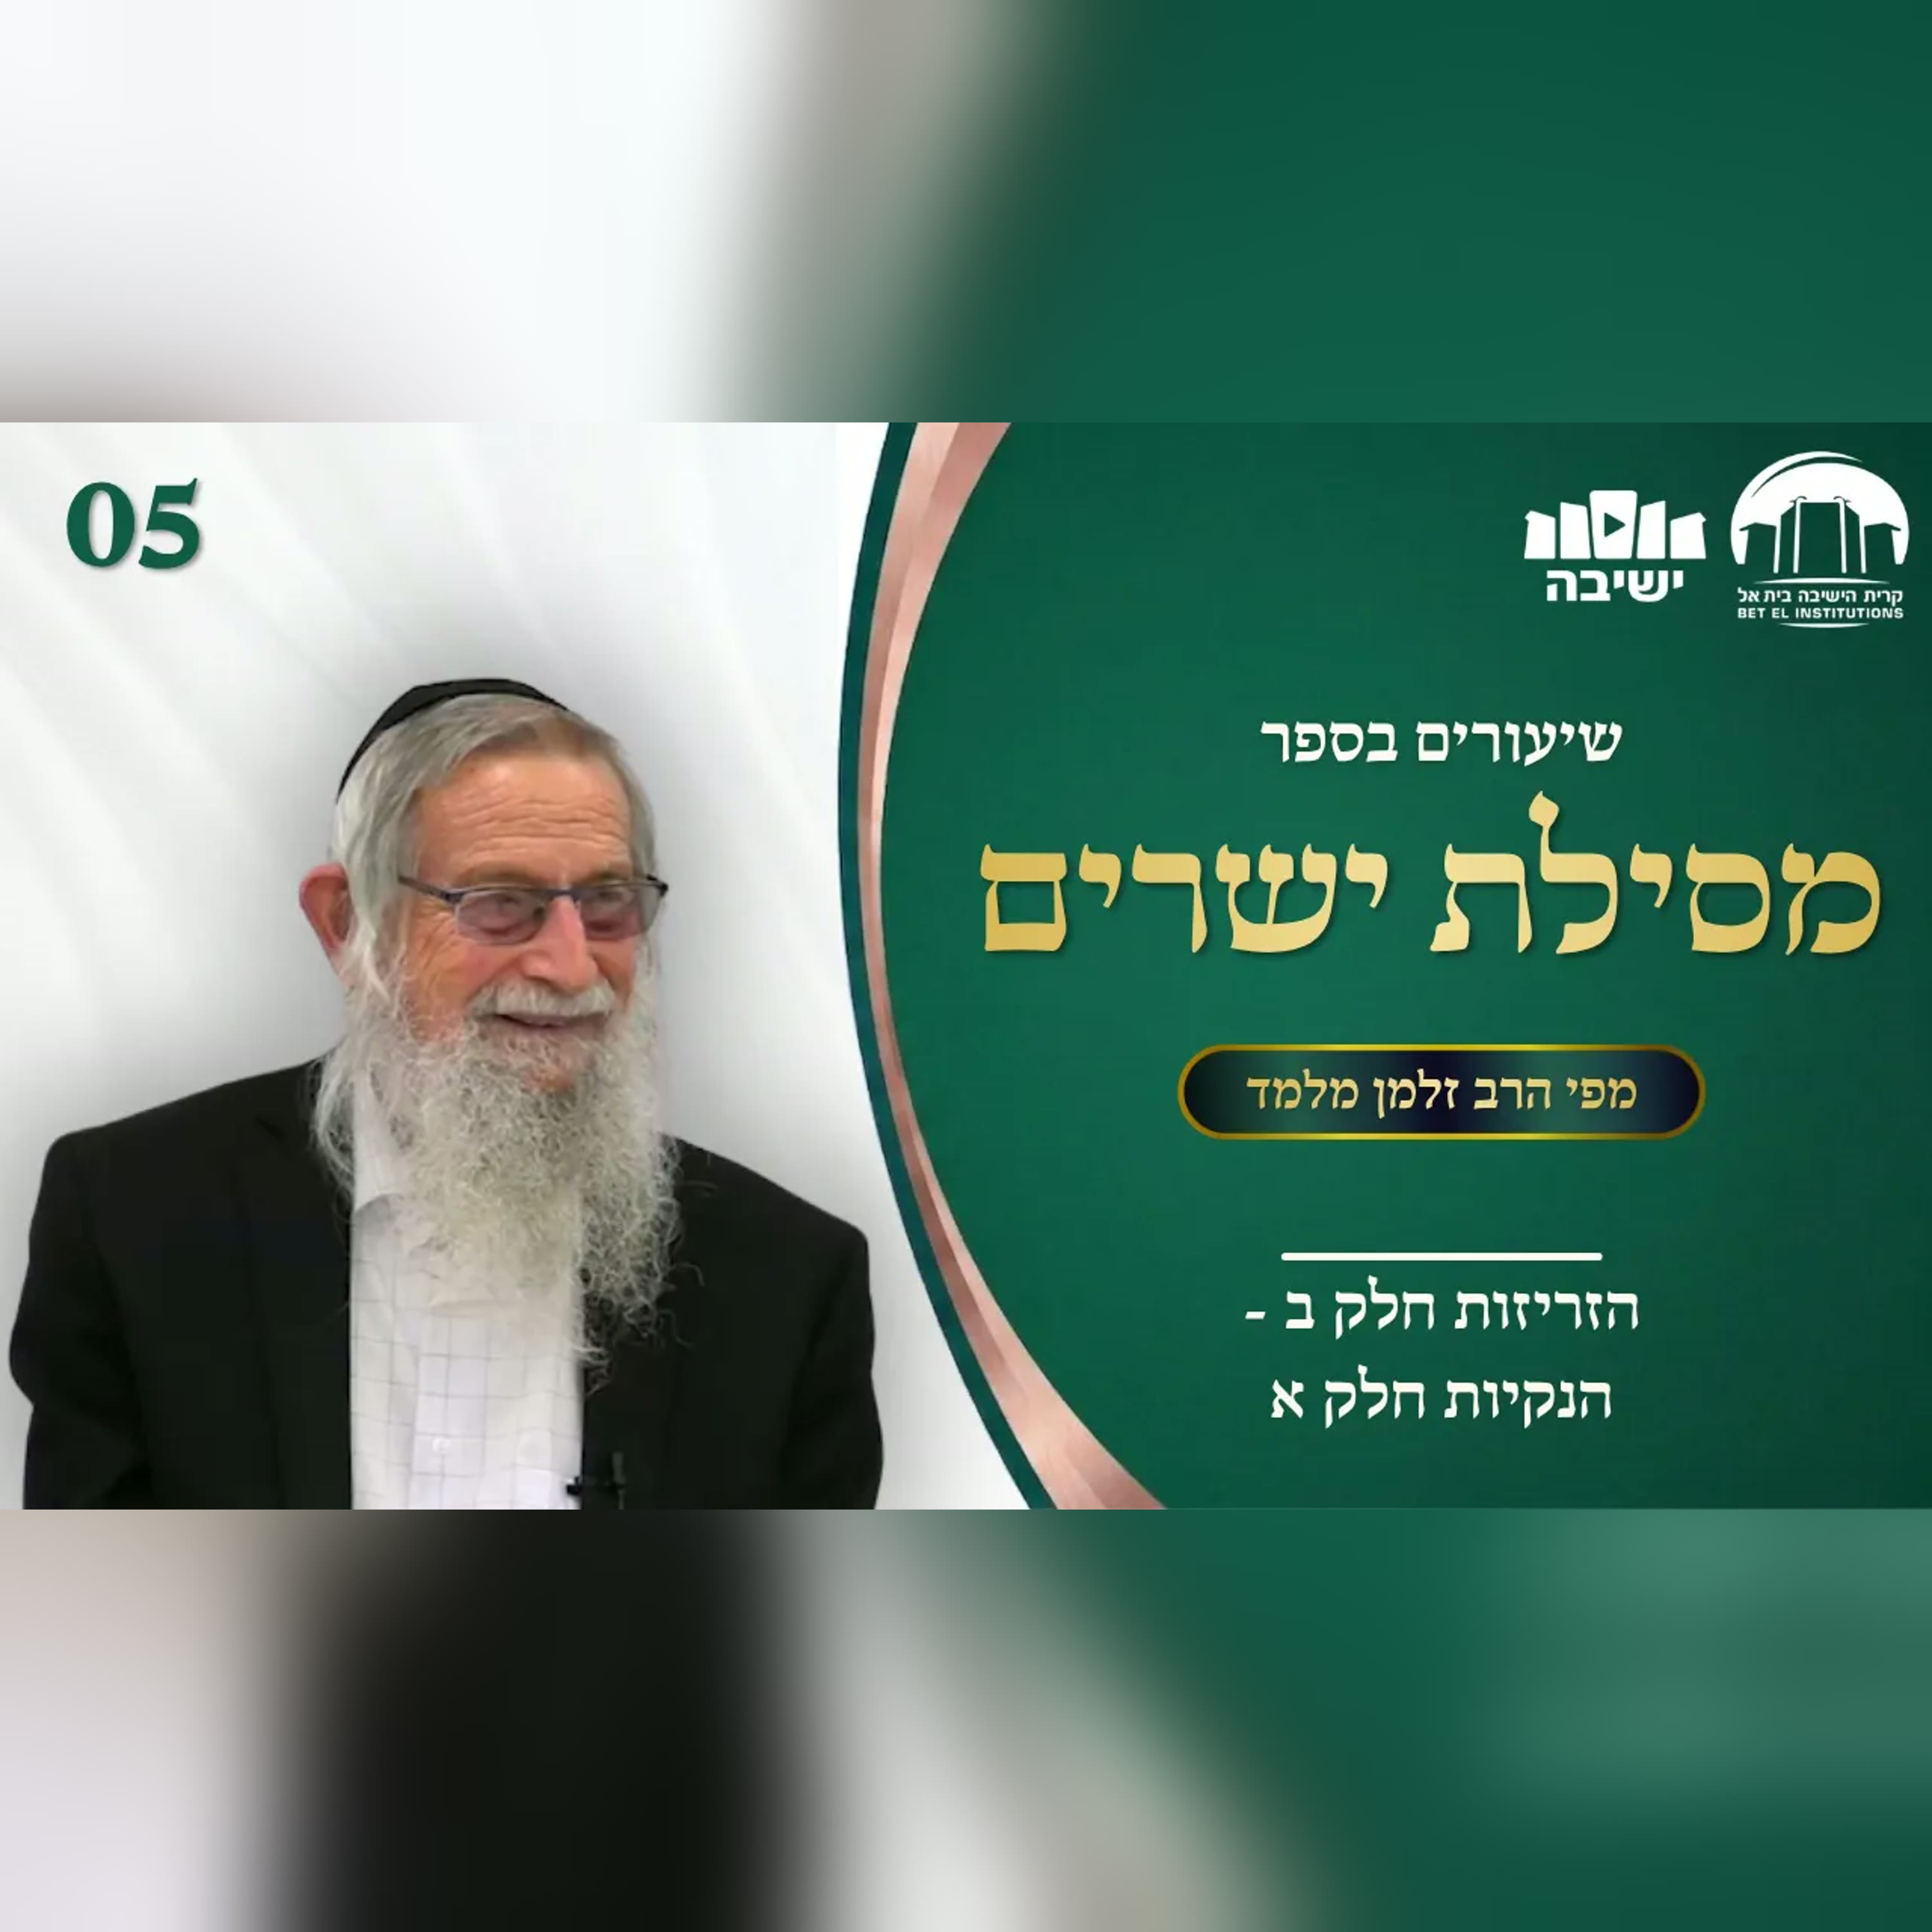 05
ישיבה
קרית הישיבה בית אל
BET EL INSTITUTIONS
שיעורים בספר
מסילת ישרים
מפי הרב זלמן מלמד
הזריזות חלק ב -
הנקיות חלק א